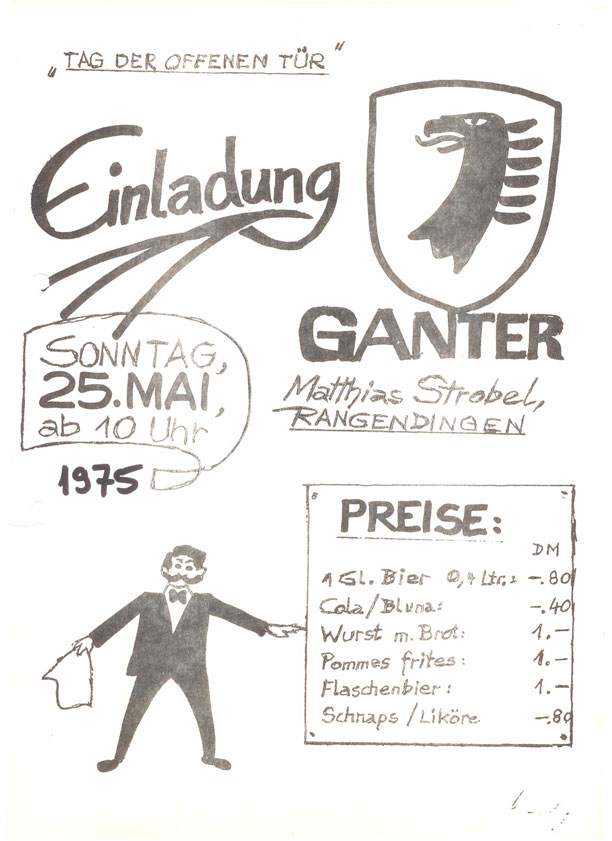 „TAG DER OFFENEN TÜR"
Einladung
GANTER
Matthias Strobel,
RANGENDINGEN
SONNTAG,
25. MAI,
ab 10 Uhr
1975
PREISE:
DM
1 Gl. Bier 0,4 Ltr.: -.80
Cola/Bluna: -.40
Wurst m. Brot: 1.-
Pommes frites: 1.-
Flaschenbier: 1.-
Schnaps/Liköre -.80